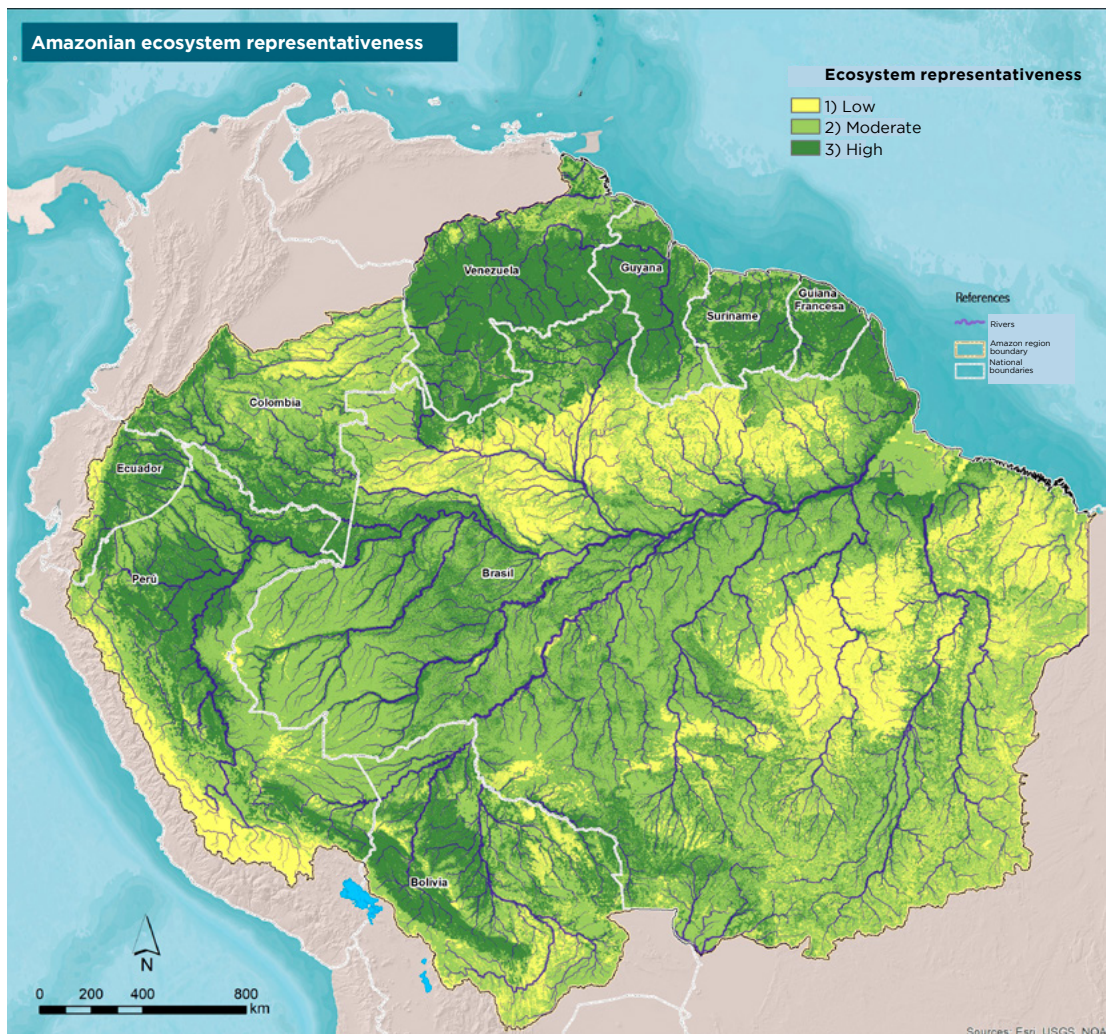 Amazonian ecosystem representativeness
Ecosystem representativeness
1) Low
2) Moderate
3) High
Venezuela
Guyana
Suriname
Guiana
Francesa
References
Rivers
Amazon region
boundary
National
boundaries
Colombia
Ecuador
Perú
Brasil
Bolivia
N
0 200 400 800
km
Sources: Esri, USGS, NOA